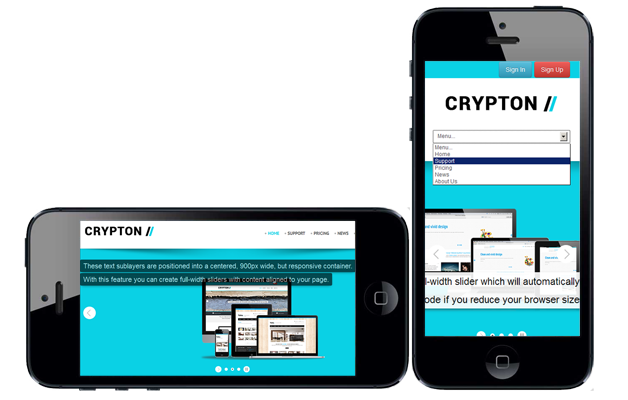 CRYPTON //
HOME
SUPPORT
PRICING
NEWS
These text sublayers are positioned into a centered, 900px wide, but responsive container.
With this feature you can create full-width sliders with content aligned to your page.
Sign In
Sign Up
CRYPTON //
Menu...
Menu...
Home
Support
Pricing
News
About Us
ll-width slider which will automatically
ode if you reduce your browser size